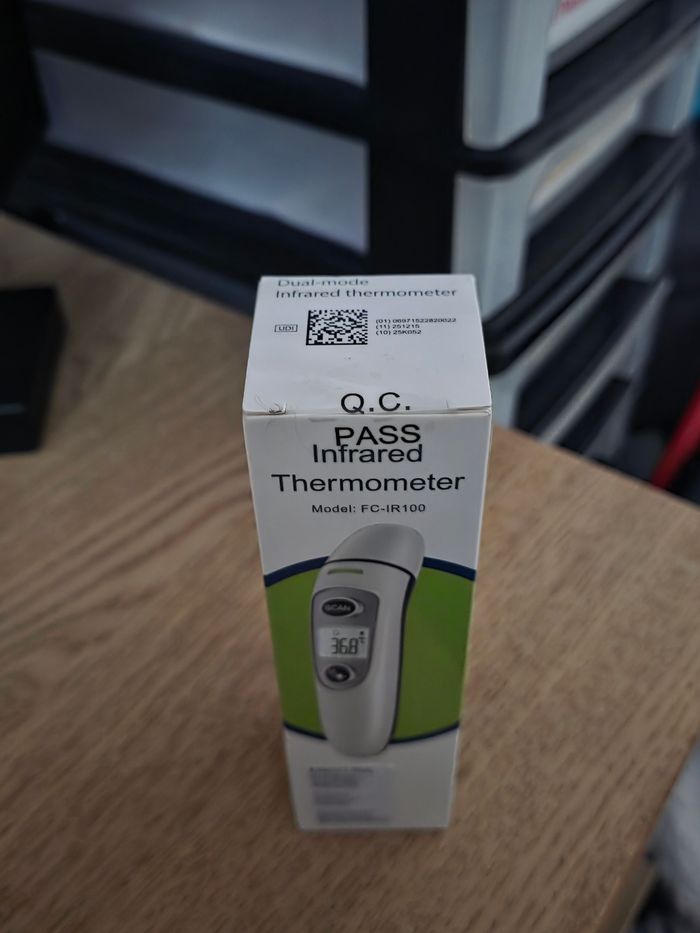 Dual-mode
Infrared thermometer
UDI
(01) 06971522820022
(11) 251215
(10) 25K052
Q.C.
PASS
Infrared
Thermometer
Model: FC-IR100
SCAN
36.8°C